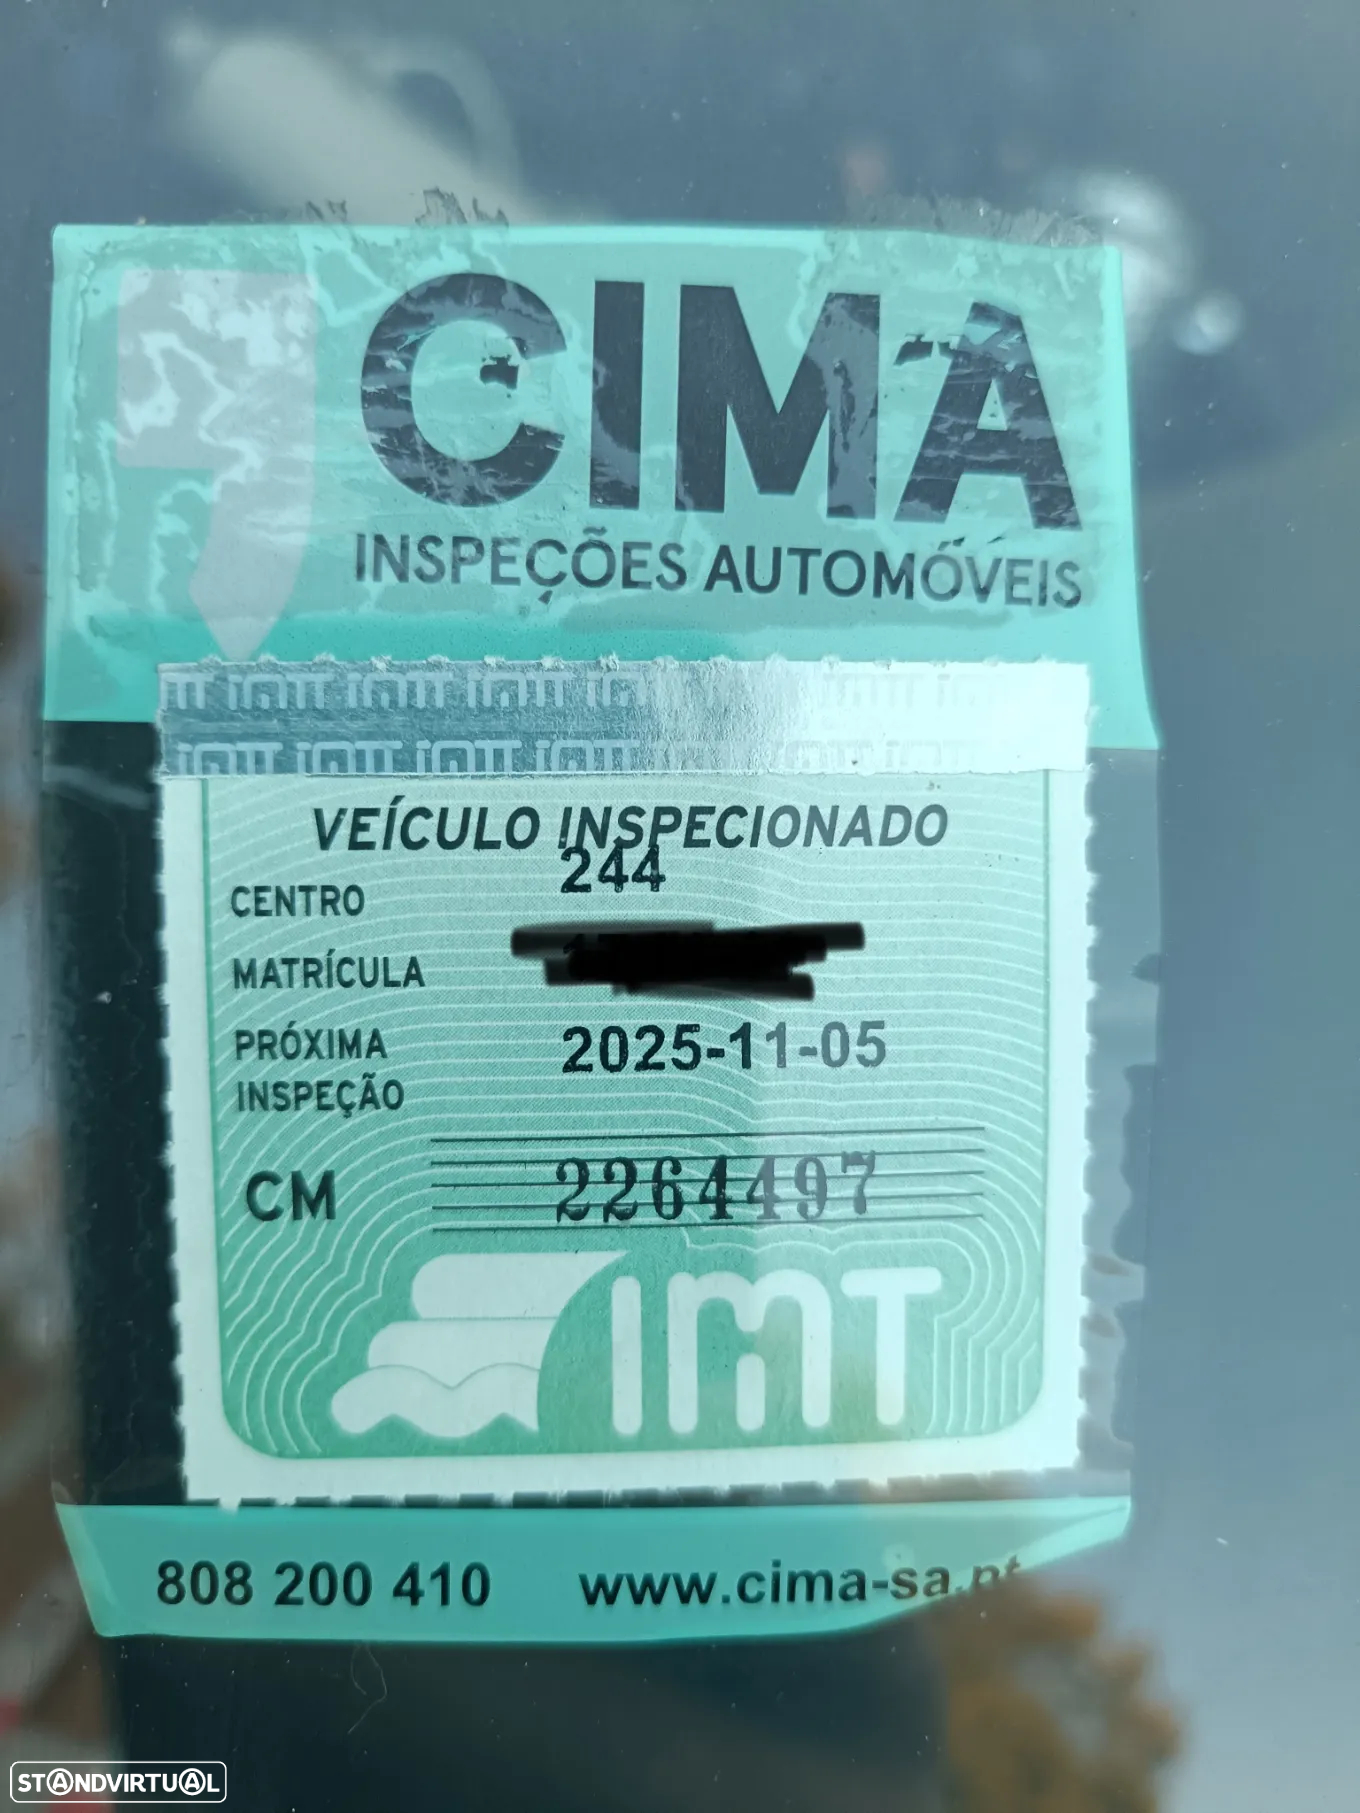 CIMA
INSPEÇÕES AUTOMÓVEIS
VEÍCULO INSPECIONADO
CENTRO 244
MATRÍCULA
PRÓXIMA INSPEÇÃO 2025-11-05
CM 2264497
IMT
808 200 410 www.cima-sa.pt
STANDVIRTUAL